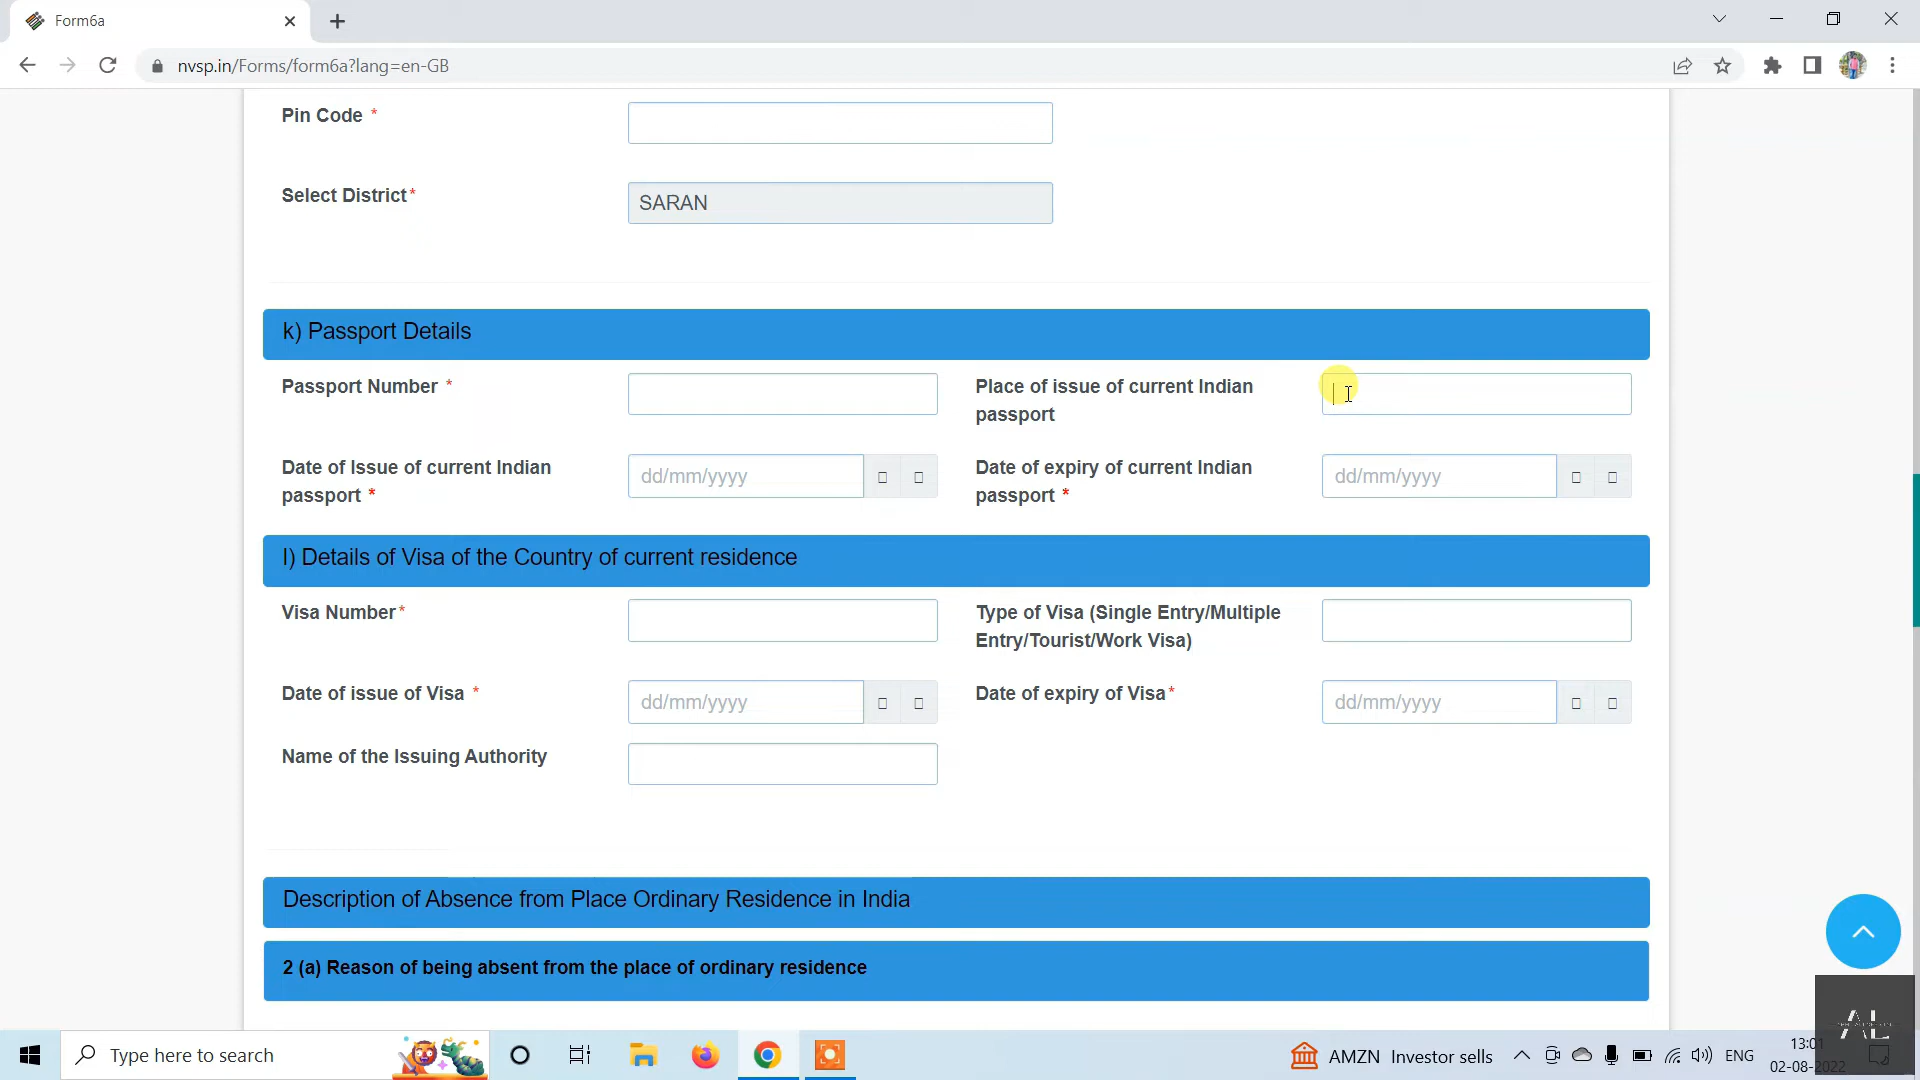 Form6a
nvsp.in/Forms/form6a?lang=en-GB
Pin Code *
Select District*
SARAN
k) Passport Details
Passport Number *
Place of issue of current Indian
passport
Date of Issue of current Indian
passport *
dd/mm/yyyy
Date of expiry of current Indian
passport *
dd/mm/yyyy
l) Details of Visa of the Country of current residence
Visa Number*
Type of Visa (Single Entry/Multiple
Entry/Tourist/Work Visa)
Date of issue of Visa *
dd/mm/yyyy
Date of expiry of Visa*
dd/mm/yyyy
Name of the Issuing Authority
Description of Absence from Place Ordinary Residence in India
2 (a) Reason of being absent from the place of ordinary residence
AL
Type here to search
AMZN Investor sells
ENG
13:01
02-08-2022